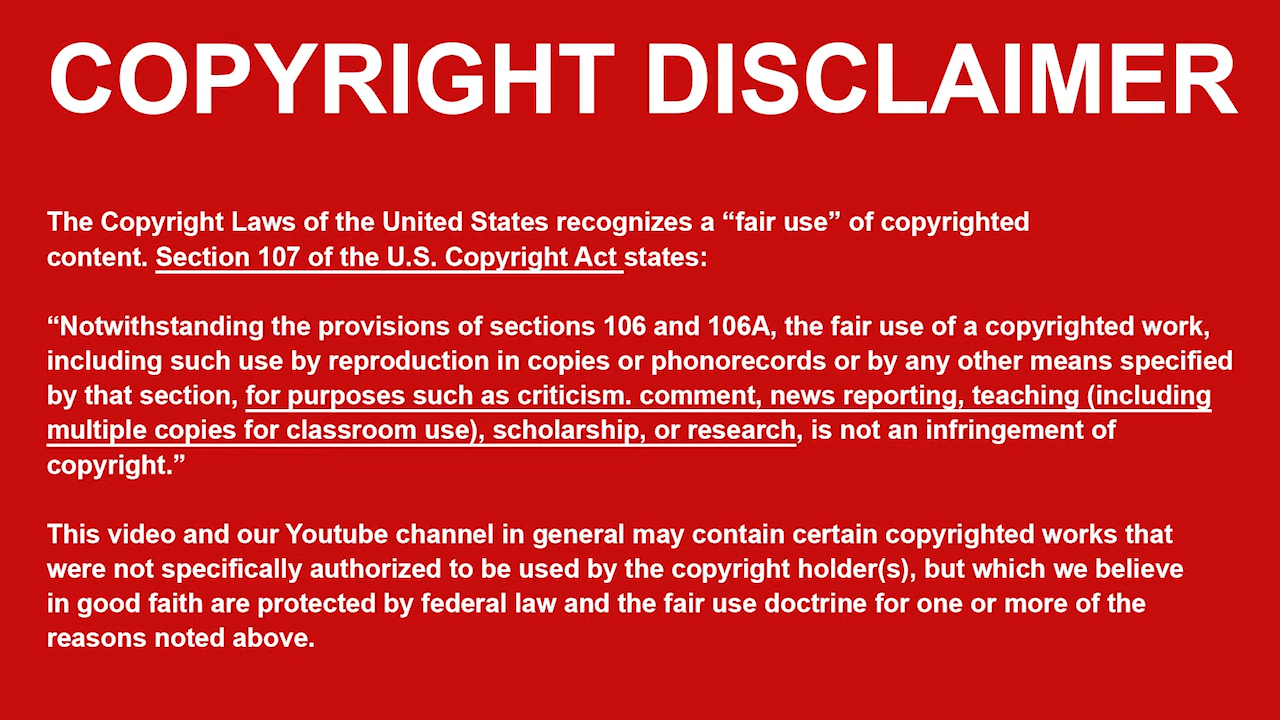 COPYRIGHT DISCLAIMER
The Copyright Laws of the United States recognizes a “fair use” of copyrighted
content. Section 107 of the U.S. Copyright Act states:
“Notwithstanding the provisions of sections 106 and 106A, the fair use of a copyrighted work,
including such use by reproduction in copies or phonorecords or by any other means specified
by that section, for purposes such as criticism. comment, news reporting, teaching (including
multiple copies for classroom use), scholarship, or research, is not an infringement of
copyright.”
This video and our Youtube channel in general may contain certain copyrighted works that
were not specifically authorized to be used by the copyright holder(s), but which we believe
in good faith are protected by federal law and the fair use doctrine for one or more of the
reasons noted above.